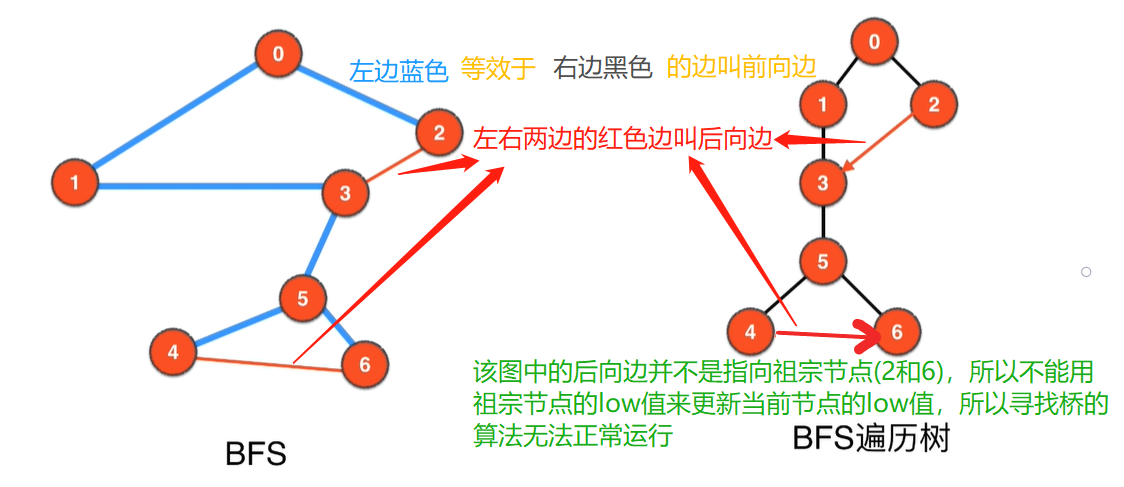 0
0
左边蓝色 等效于 右边黑色 的边叫前向边
1
2
2
左右两边的红色边叫后向边
1
3
3
5
5
4
6
4
6
该图中的后向边并不是指向祖宗节点(2和6)，所以不能用
祖宗节点的low值来更新当前节点的low值，所以寻找桥的
算法无法正常运行
BFS
BFS遍历树